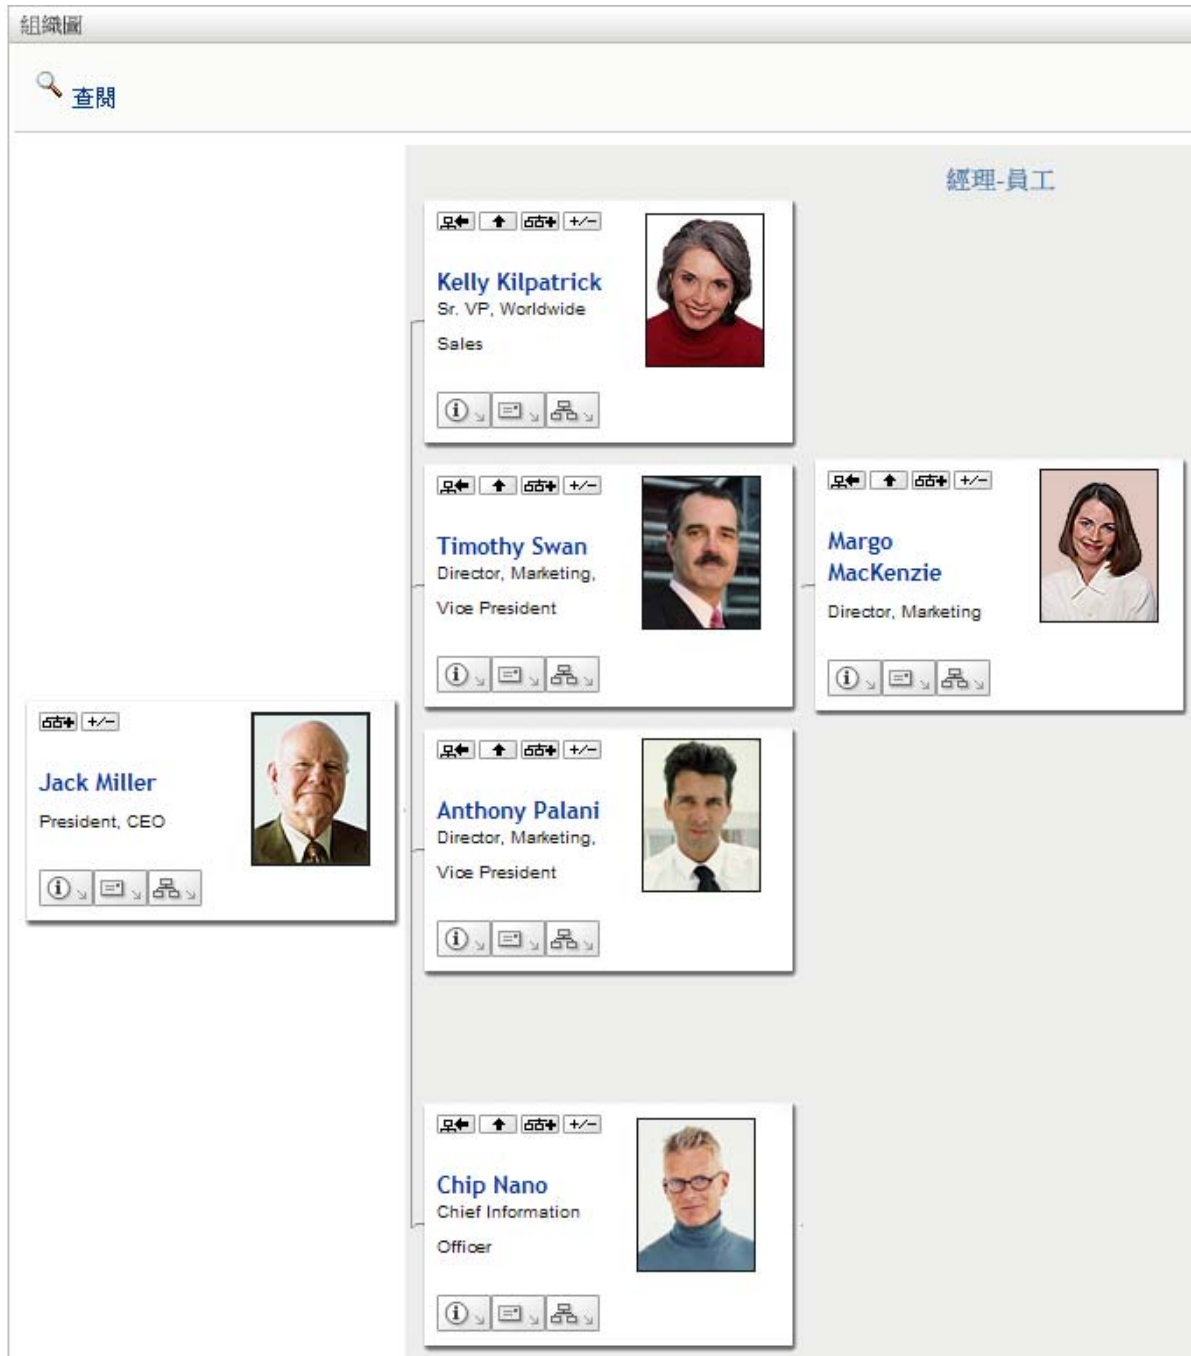 組織圖
查閱
經理-員工
+/-
Kelly Kilpatrick
Sr. VP, Worldwide
Sales
+/-
Timothy Swan
Director, Marketing,
Vice President
+/-
Margo
MacKenzie
Director, Marketing
+/-
Jack Miller
President, CEO
+/-
Anthony Palani
Director, Marketing,
Vice President
+/-
Chip Nano
Chief Information
Officer